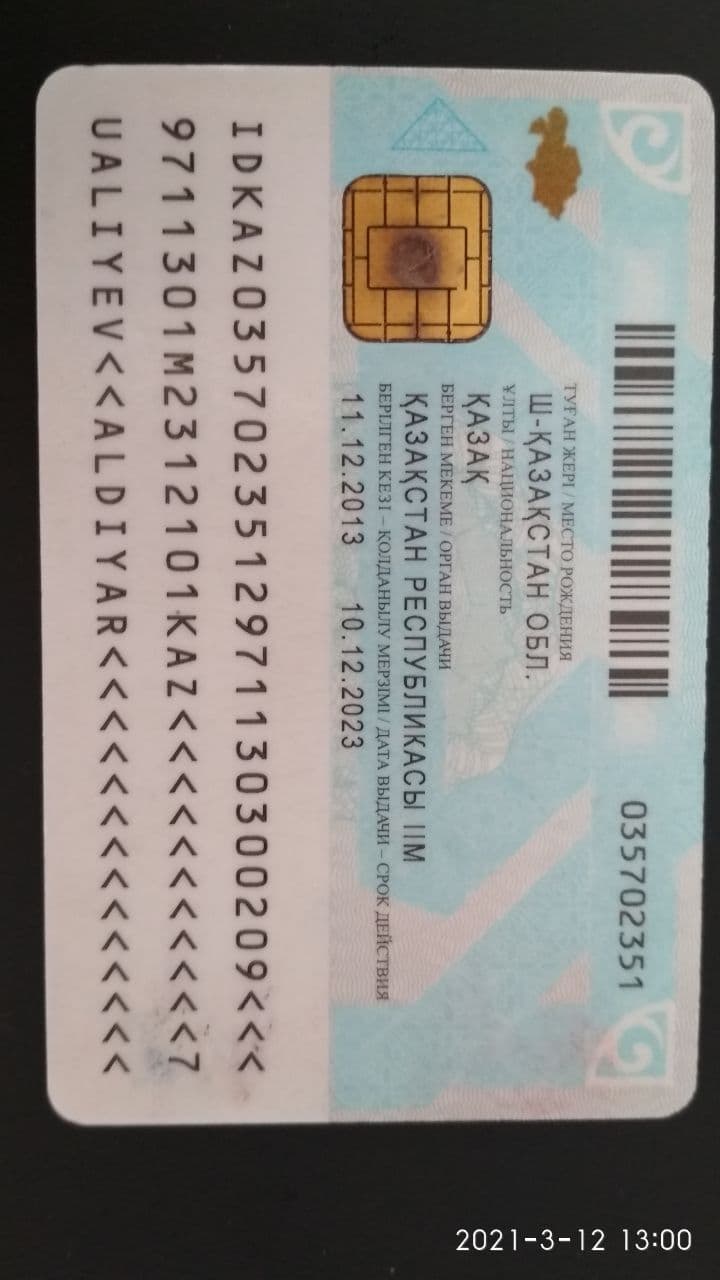 035702351
ТУҒАН ЖЕРІ / МЕСТО РОЖДЕНИЯ
Ш-ҚАЗАҚСТАН ОБЛ.
ҰЛТЫ / НАЦИОНАЛЬНОСТЬ
ҚАЗАҚ
БЕРГЕН МЕКЕМЕ / ОРГАН ВЫДАЧИ
ҚАЗАҚСТАН РЕСПУБЛИКАСЫ ІІМ
БЕРІЛГЕН КЕЗІ – ҚОЛДАНЫЛУ МЕРЗІМІ / ДАТА ВЫДАЧИ – СРОК ДЕЙСТВИЯ
11.12.2013 10.12.2023
IDKAZ0357023512971130300209<<<
9711301M2312101KAZ<<<<<<<<<<<7
UALIYEV<<ALDIYAR<<<<<<<<<<<<<<
2021-3-12 13:00